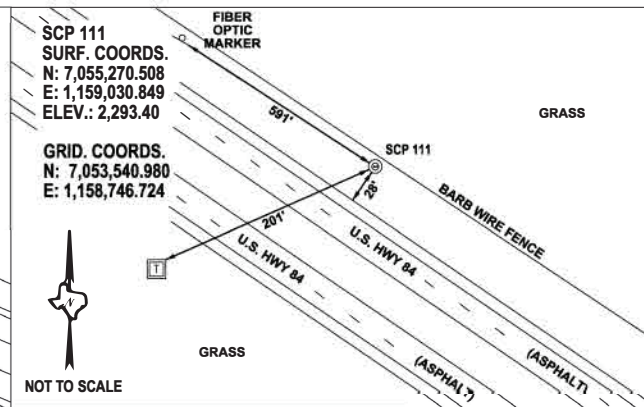 SCP 111
SURF. COORDS.
N: 7,055,270.508
E: 1,159,030.849
ELEV.: 2,293.40
GRID. COORDS.
N: 7,053,540.980
E: 1,158,746.724
FIBER
OPTIC
MARKER
591'
GRASS
SCP 111
28'
BARB WIRE FENCE
201'
U.S. HWY 84
U.S. HWY 84
T
N
GRASS
(ASPHALT)
(ASPHALT)
NOT TO SCALE